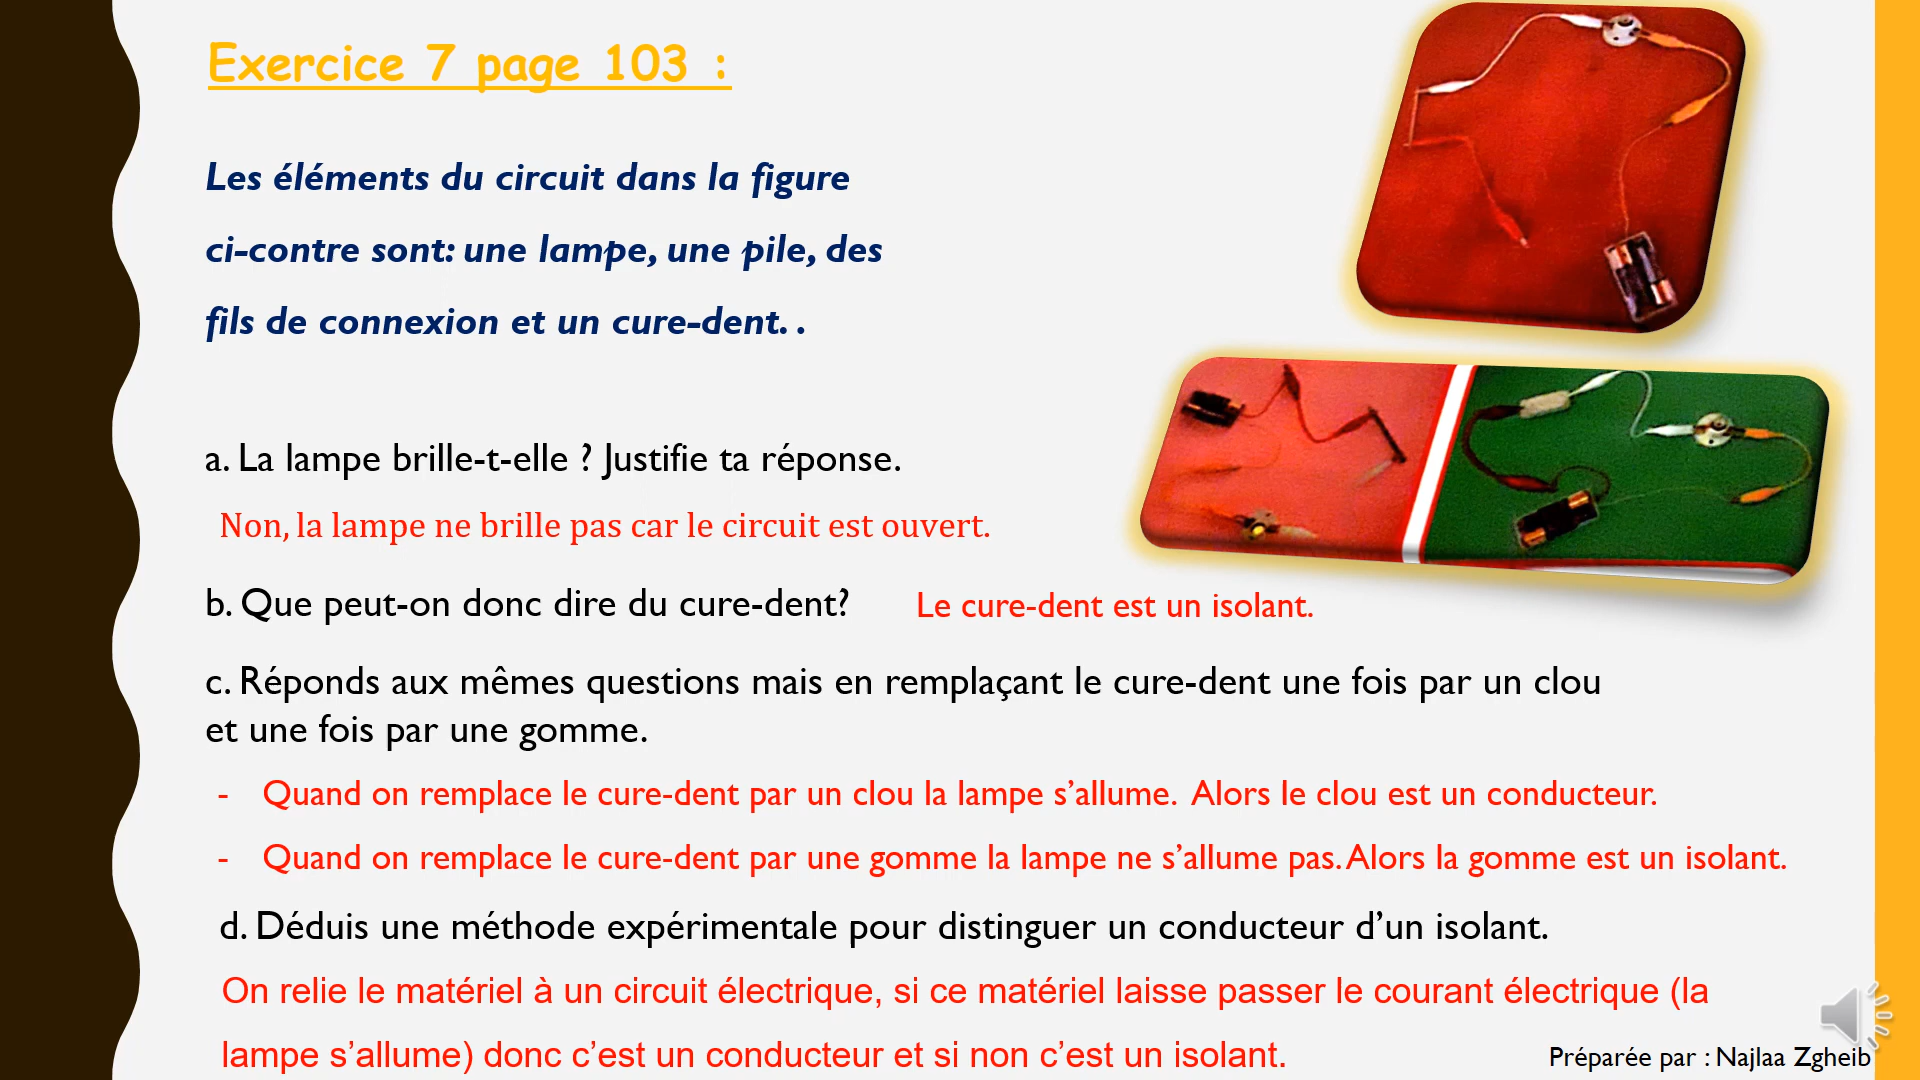 Exercice 7 page 103 :
Les éléments du circuit dans la figure
ci-contre sont: une lampe, une pile, des
fils de connexion et un cure-dent. .
a. La lampe brille-t-elle ? Justifie ta réponse.
Non, la lampe ne brille pas car le circuit est ouvert.
b. Que peut-on donc dire du cure-dent? Le cure-dent est un isolant.
c. Réponds aux mêmes questions mais en remplaçant le cure-dent une fois par un clou
et une fois par une gomme.
- Quand on remplace le cure-dent par un clou la lampe s’allume. Alors le clou est un conducteur.
- Quand on remplace le cure-dent par une gomme la lampe ne s’allume pas. Alors la gomme est un isolant.
d. Déduis une méthode expérimentale pour distinguer un conducteur d’un isolant.
On relie le matériel à un circuit électrique, si ce matériel laisse passer le courant électrique (la
lampe s’allume) donc c’est un conducteur et si non c’est un isolant.
Préparée par : Najlaa Zgheib